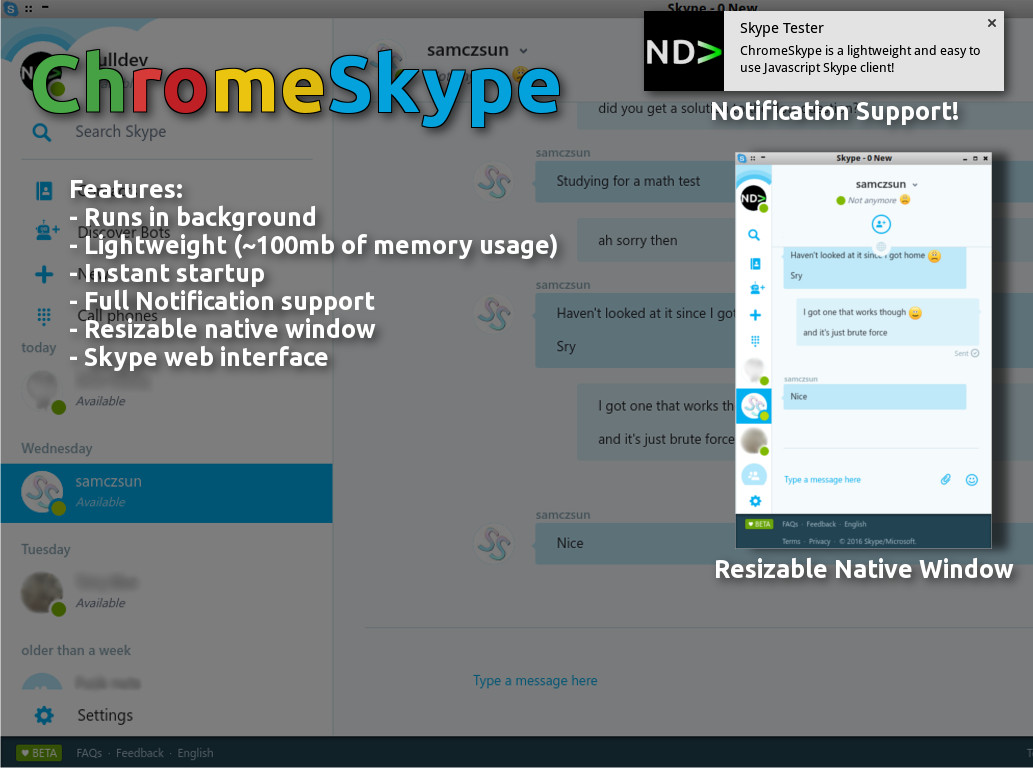 Skype - 0 New
ulldev
ChromeSkype
Search Skype
Features:
- Runs in background
Discover Bots
- Lightweight (~100mb of memory usage)
- Instant startup
- Full Notification support
Call phones
- Resizable native window
- Skype web interface
today
Available
Wednesday
samczsun
Available
Tuesday
Available
older than a week
Settings
♥ BETA FAQs · Feedback · English
samczsun
did you get a solution
samczsun
Studying for a math test
ah sorry then
samczsun
Haven't looked at it since I got
Sry
I got one that works th
and it's just brute force
samczsun
Nice
Type a message here
ND>
Skype Tester
ChromeSkype is a lightweight and easy to
use Javascript Skype client!
Notification Support!
Skype - 0 New
ND>
samczsun
Not anymore
Haven't looked at it since I got home
Sry
I got one that works though
and it's just brute force
Sent
samczsun
Nice
Type a message here
♥ BETA FAQs · Feedback · English
Terms · Privacy · © 2016 Skype/Microsoft.
Resizable Native Window